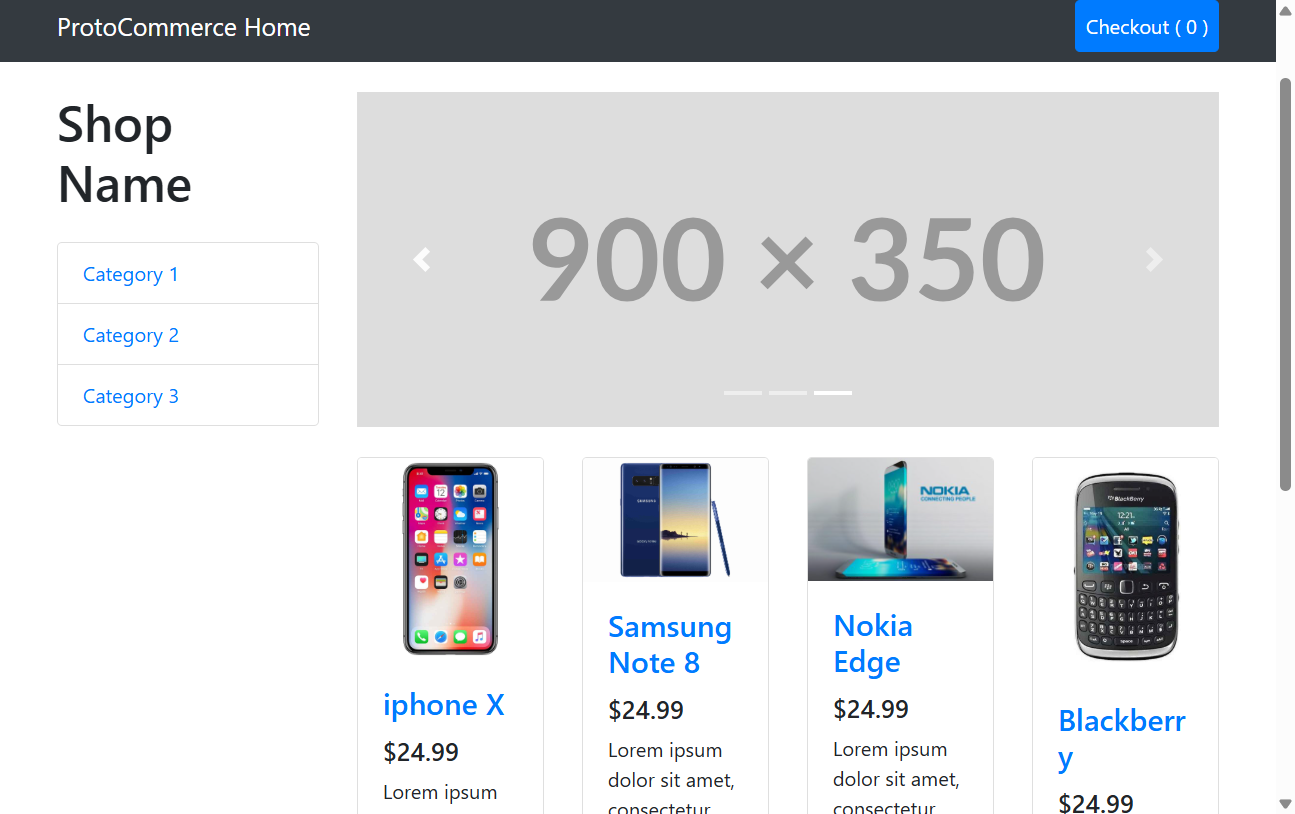 ProtoCommerce Home
Checkout ( 0 )
Shop
Name
Category 1
Category 2
Category 3
900 × 350
NOKIA
CONNECTING PEOPLE
BlackBerry
iphone X
$24.99
Lorem ipsum
Samsung
Note 8
$24.99
Lorem ipsum
dolor sit amet,
consectetur
Nokia
Edge
$24.99
Lorem ipsum
dolor sit amet,
consectetur
Blackberr
y
$24.99